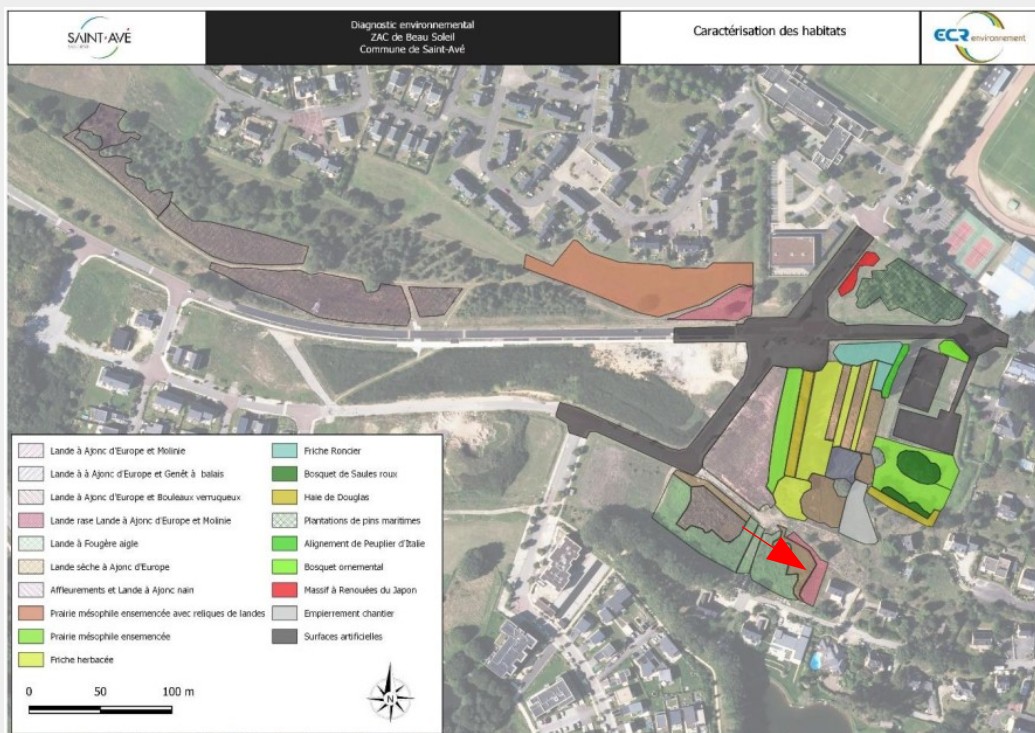 SAINT·AVÉ
Diagnostic environnemental
ZAC de Beau Soleil
Commune de Saint-Avé
Caractérisation des habitats
ECR environnement
Lande à Ajonc d'Europe et Molinie
Lande à à Ajonc d'Europe et Genêt à balais
Lande à Ajonc d'Europe et Bouleaux verruqueux
Lande rase Lande à Ajonc d'Europe et Molinie
Lande à Fougère aigle
Lande sèche à Ajonc d'Europe
Affleurements et Lande à Ajonc nain
Prairie mésophile ensemencée avec reliques de landes
Prairie mésophile ensemencée
Friche herbacée
Friche Roncier
Bosquet de Saules roux
Haie de Douglas
Plantations de pins maritimes
Alignement de Peuplier d'Italie
Bosquet ornemental
Massif à Renouées du Japon
Empierrement chantier
Surfaces artificielles
0 50 100 m
N